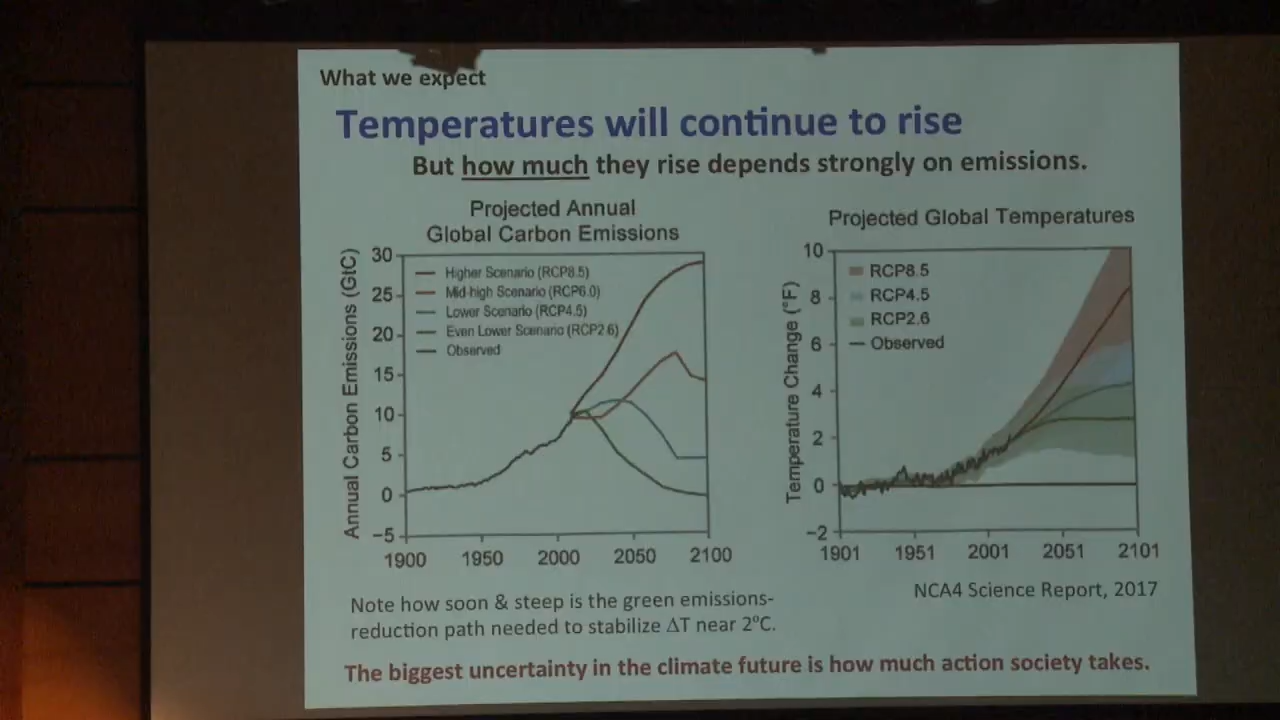 What we expect
Temperatures will continue to rise
But how much they rise depends strongly on emissions.
Projected Annual
Global Carbon Emissions
Annual Carbon Emissions (GtC)
30
25
20
15
10
5
0
−5
Higher Scenario (RCP8.5)
Mid-high Scenario (RCP6.0)
Lower Scenario (RCP4.5)
Even Lower Scenario (RCP2.6)
Observed
1900 1950 2000 2050 2100
Projected Global Temperatures
Temperature Change (°F)
10
8
6
4
2
0
−2
RCP8.5
RCP4.5
RCP2.6
Observed
1901 1951 2001 2051 2101
NCA4 Science Report, 2017
Note how soon & steep is the green emissions-
reduction path needed to stabilize ΔT near 2°C.
The biggest uncertainty in the climate future is how much action society takes.